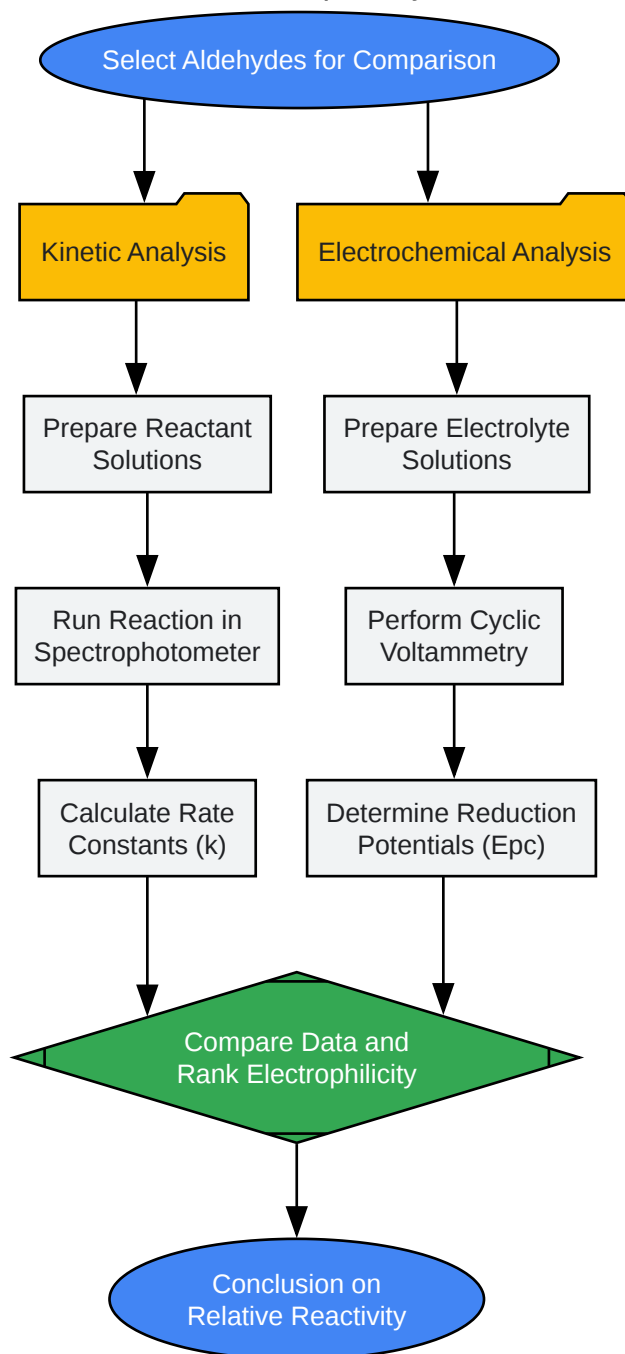 Select Aldehydes for Comparison
Kinetic Analysis
Electrochemical Analysis
Prepare Reactant
Solutions
Prepare Electrolyte
Solutions
Run Reaction in
Spectrophotometer
Perform Cyclic
Voltammetry
Calculate Rate
Constants (k)
Determine Reduction
Potentials (Epc)
Compare Data and
Rank Electrophilicity
Conclusion on
Relative Reactivity